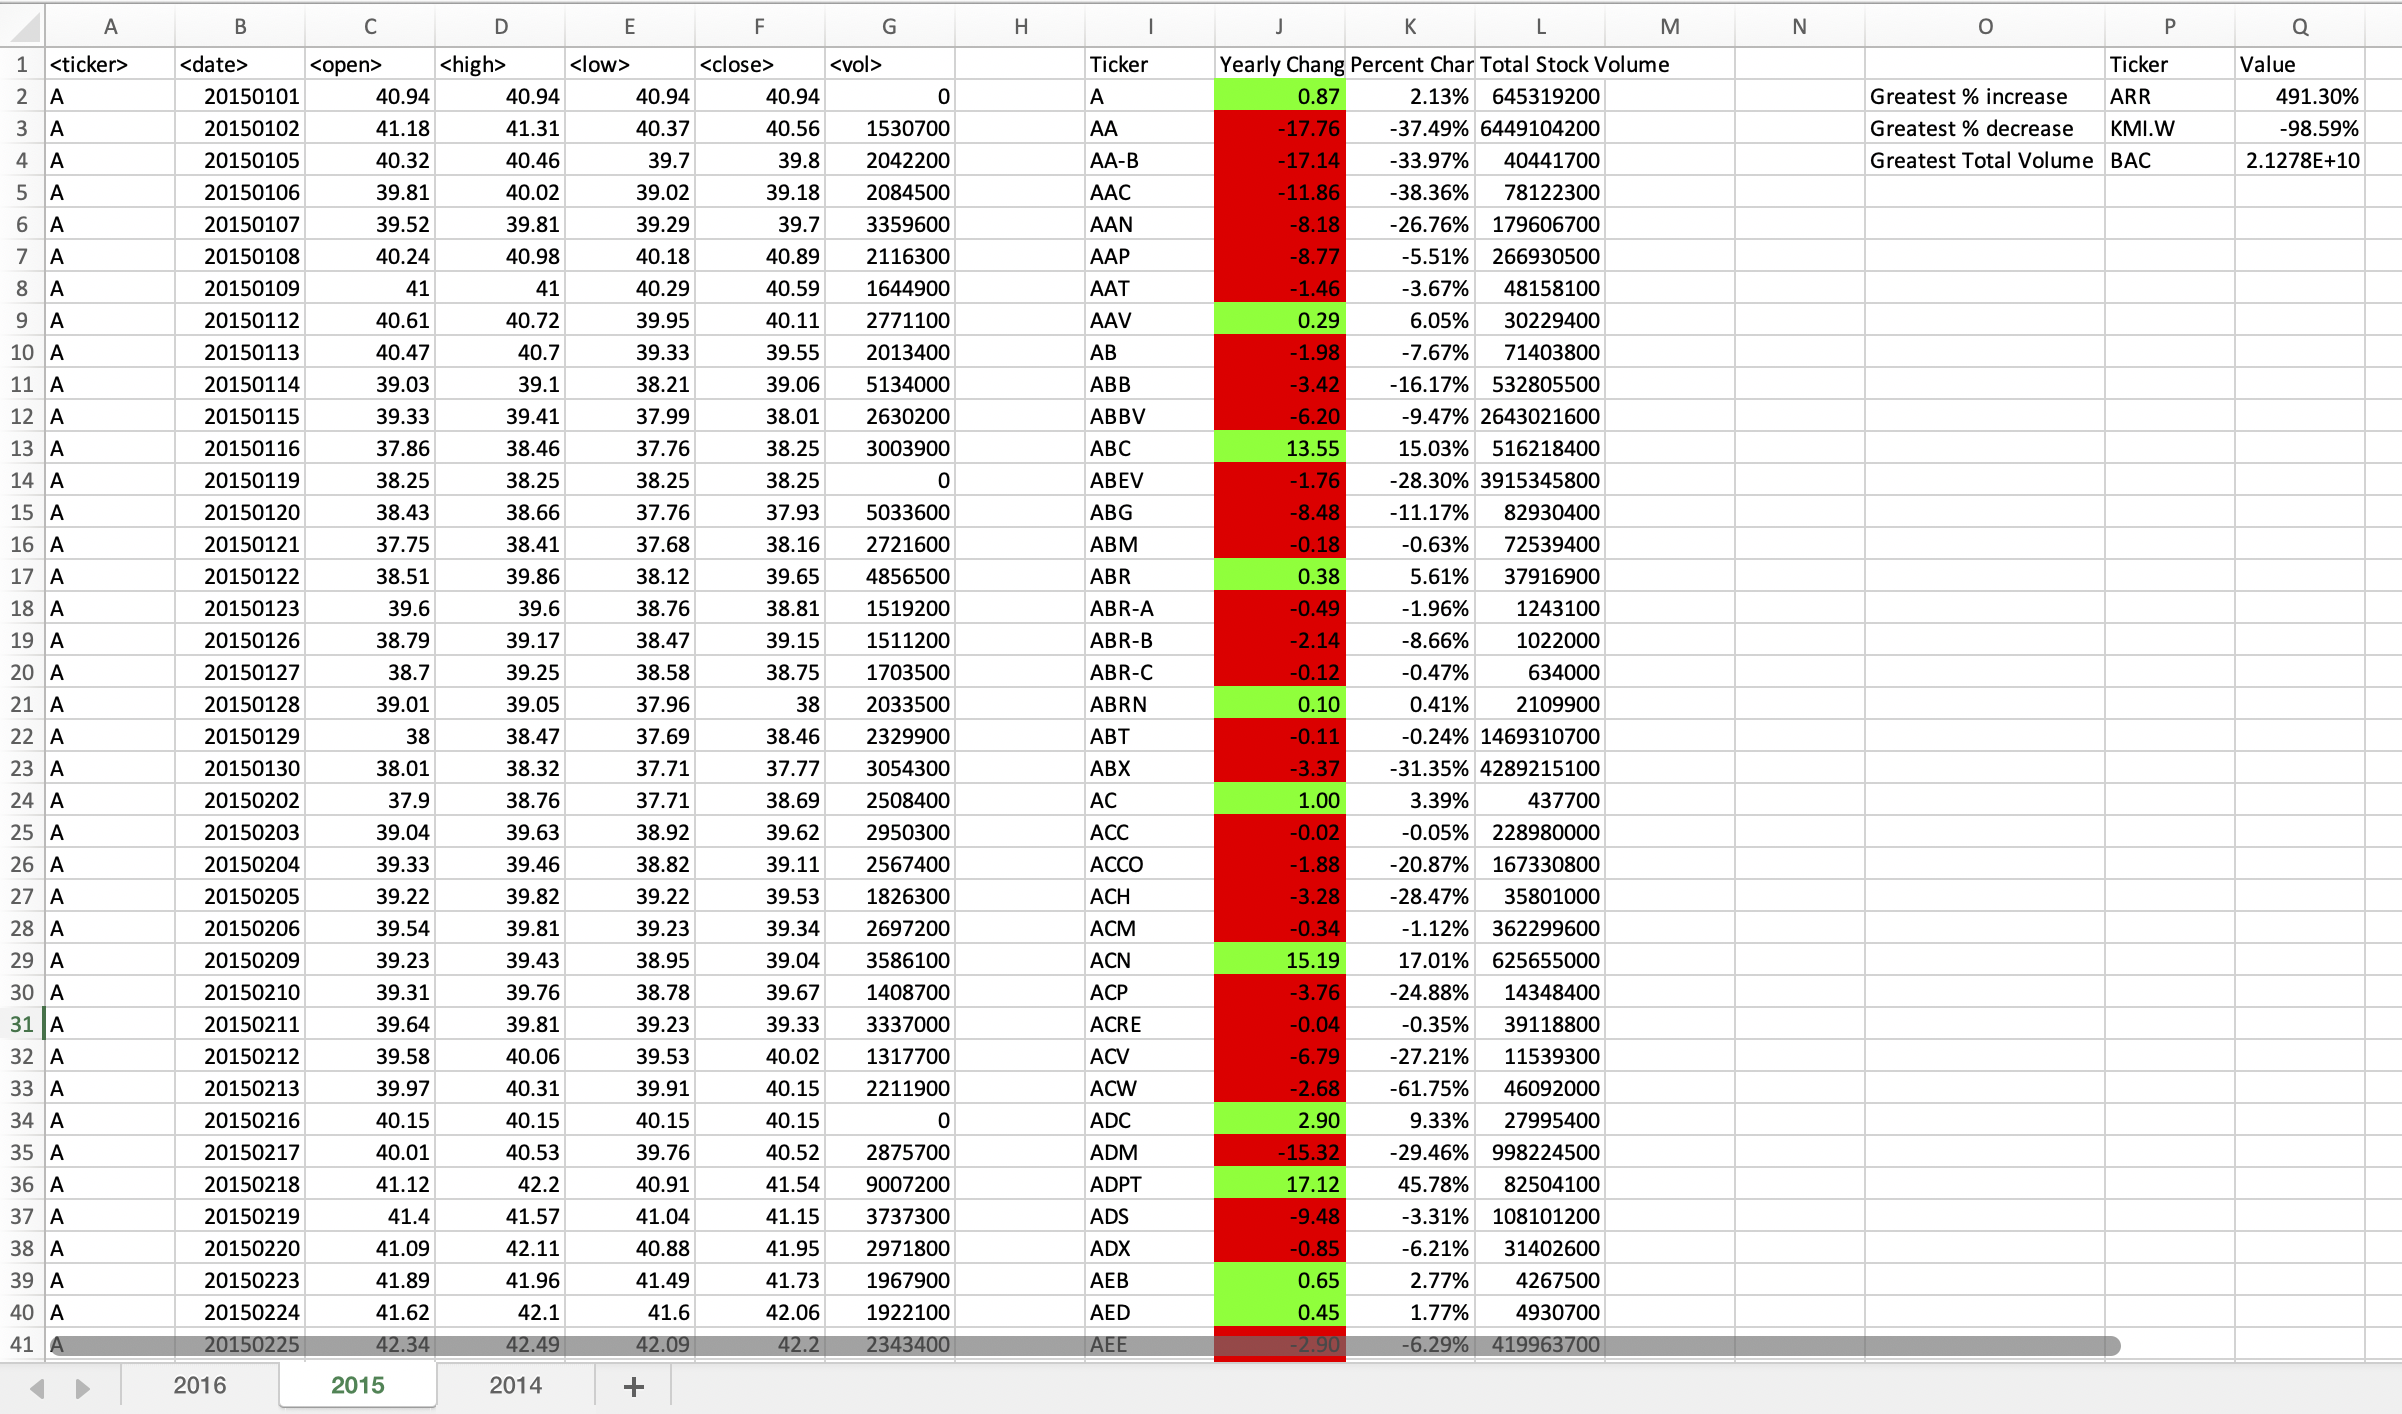 A B C D E F G H I J K L M N O P Q
1 <ticker> <date> <open> <high> <low> <close> <vol> Ticker Yearly Chang Percent Char Total Stock Volume Ticker Value
2 A 20150101 40.94 40.94 40.94 40.94 0 A 0.87 2.13% 645319200 Greatest % increase ARR 491.30%
3 A 20150102 41.18 41.31 40.37 40.56 1530700 AA -17.76 -37.49% 6449104200 Greatest % decrease KMI.W -98.59%
4 A 20150105 40.32 40.46 39.7 39.8 2042200 AA-B -17.14 -33.97% 40441700 Greatest Total Volume BAC 2.1278E+10
5 A 20150106 39.81 40.02 39.02 39.18 2084500 AAC -11.86 -38.36% 78122300
6 A 20150107 39.52 39.81 39.29 39.7 3359600 AAN -8.18 -26.76% 179606700
7 A 20150108 40.24 40.98 40.18 40.89 2116300 AAP -8.77 -5.51% 266930500
8 A 20150109 41 41 40.29 40.59 1644900 AAT -1.46 -3.67% 48158100
9 A 20150112 40.61 40.72 39.95 40.11 2771100 AAV 0.29 6.05% 30229400
10 A 20150113 40.47 40.7 39.33 39.55 2013400 AB -1.98 -7.67% 71403800
11 A 20150114 39.03 39.1 38.21 39.06 5134000 ABB -3.42 -16.17% 532805500
12 A 20150115 39.33 39.41 37.99 38.01 2630200 ABBV -6.20 -9.47% 2643021600
13 A 20150116 37.86 38.46 37.76 38.25 3003900 ABC 13.55 15.03% 516218400
14 A 20150119 38.25 38.25 38.25 38.25 0 ABEV -1.76 -28.30% 3915345800
15 A 20150120 38.43 38.66 37.76 37.93 5033600 ABG -8.48 -11.17% 82930400
16 A 20150121 37.75 38.41 37.68 38.16 2721600 ABM -0.18 -0.63% 72539400
17 A 20150122 38.51 39.86 38.12 39.65 4856500 ABR 0.38 5.61% 37916900
18 A 20150123 39.6 39.6 38.76 38.81 1519200 ABR-A -0.49 -1.96% 1243100
19 A 20150126 38.79 39.17 38.47 39.15 1511200 ABR-B -2.14 -8.66% 1022000
20 A 20150127 38.7 39.25 38.58 38.75 1703500 ABR-C -0.12 -0.47% 634000
21 A 20150128 39.01 39.05 37.96 38 2033500 ABRN 0.10 0.41% 2109900
22 A 20150129 38 38.47 37.69 38.46 2329900 ABT -0.11 -0.24% 1469310700
23 A 20150130 38.01 38.32 37.71 37.77 3054300 ABX -3.37 -31.35% 4289215100
24 A 20150202 37.9 38.76 37.71 38.69 2508400 AC 1.00 3.39% 437700
25 A 20150203 39.04 39.63 38.92 39.62 2950300 ACC -0.02 -0.05% 228980000
26 A 20150204 39.33 39.46 38.82 39.11 2567400 ACCO -1.88 -20.87% 167330800
27 A 20150205 39.22 39.82 39.22 39.53 1826300 ACH -3.28 -28.47% 35801000
28 A 20150206 39.54 39.81 39.23 39.34 2697200 ACM -0.34 -1.12% 362299600
29 A 20150209 39.23 39.43 38.95 39.04 3586100 ACN 15.19 17.01% 625655000
30 A 20150210 39.31 39.76 38.78 39.67 1408700 ACP -3.76 -24.88% 14348400
31 A 20150211 39.64 39.81 39.23 39.33 3337000 ACRE -0.04 -0.35% 39118800
32 A 20150212 39.58 40.06 39.53 40.02 1317700 ACV -6.79 -27.21% 11539300
33 A 20150213 39.97 40.31 39.91 40.15 2211900 ACW -2.68 -61.75% 46092000
34 A 20150216 40.15 40.15 40.15 40.15 0 ADC 2.90 9.33% 27995400
35 A 20150217 40.01 40.53 39.76 40.52 2875700 ADM -15.32 -29.46% 998224500
36 A 20150218 41.12 42.2 40.91 41.54 9007200 ADPT 17.12 45.78% 82504100
37 A 20150219 41.4 41.57 41.04 41.15 3737300 ADS -9.48 -3.31% 108101200
38 A 20150220 41.09 42.11 40.88 41.95 2971800 ADX -0.85 -6.21% 31402600
39 A 20150223 41.89 41.96 41.49 41.73 1967900 AEB 0.65 2.77% 4267500
40 A 20150224 41.62 42.1 41.6 42.06 1922100 AED 0.45 1.77% 4930700
41 A 20150225 42.34 42.49 42.09 42.2 2343400 AEE -2.90 -6.29% 419963700
2016 2015 2014 +